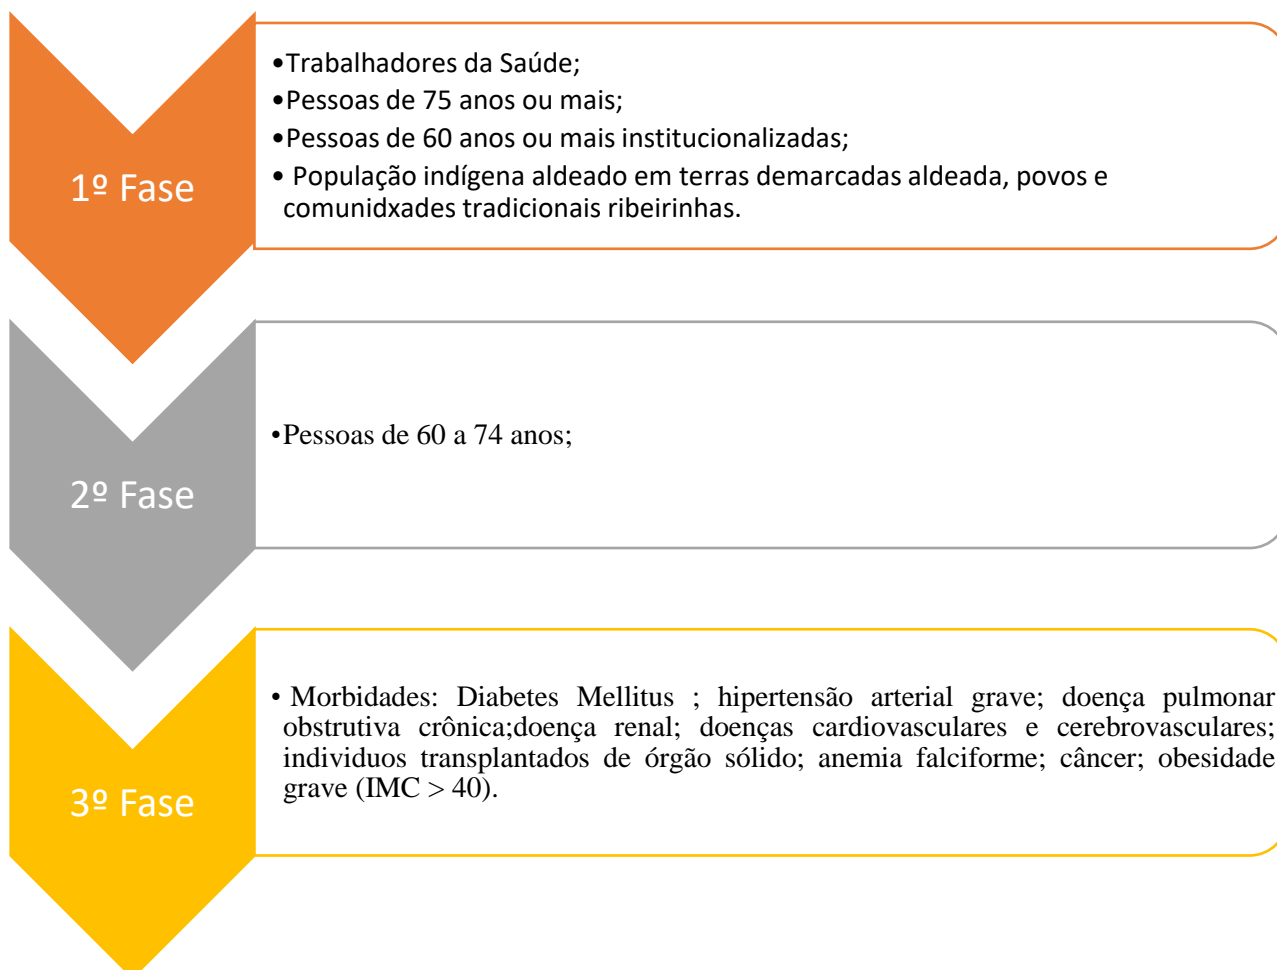 1º Fase
•Trabalhadores da Saúde;
•Pessoas de 75 anos ou mais;
•Pessoas de 60 anos ou mais institucionalizadas;
• População indígena aldeado em terras demarcadas aldeada, povos e
comunidxades tradicionais ribeirinhas.
2º Fase
•Pessoas de 60 a 74 anos;
3º Fase
• Morbidades: Diabetes Mellitus ; hipertensão arterial grave; doença pulmonar
obstrutiva crônica;doença renal; doenças cardiovasculares e cerebrovasculares;
individuos transplantados de órgão sólido; anemia falciforme; câncer; obesidade
grave (IMC > 40).